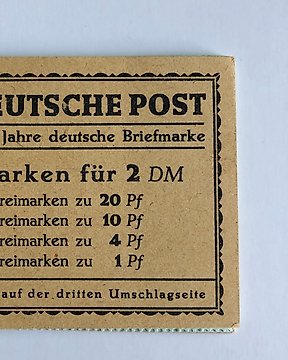 EUTSCHE POST
Jahre deutsche Briefmarke
arken für 2 DM
reimarken zu 20 Pf
reimarken zu 10 Pf
reimarken zu 4 Pf
reimarken zu 1 Pf
auf der dritten Umschlagseite